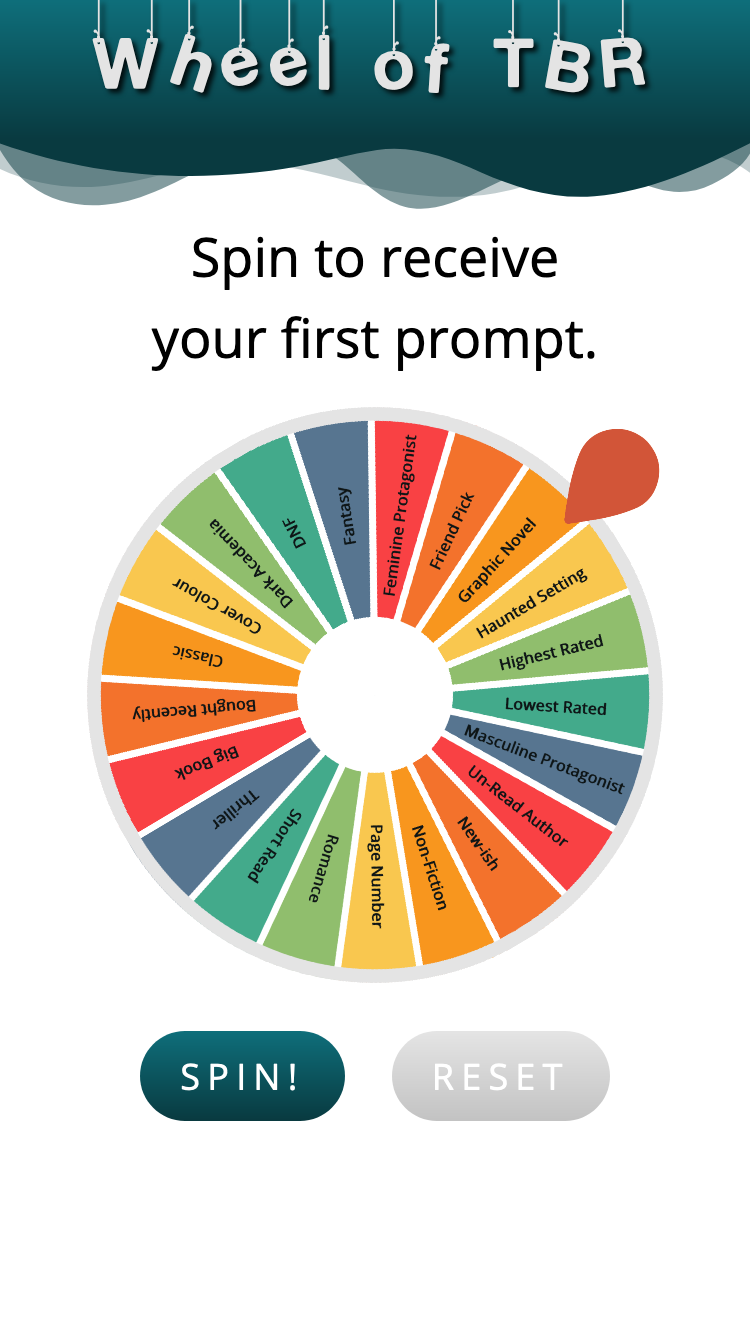 Wheel of TBR
Spin to receive
your first prompt.
Feminine Protagonist
Friend Pick
Graphic Novel
Haunted Setting
Highest Rated
Lowest Rated
Masculine Protagonist
Un-Read Author
New-ish
Non-Fiction
Page Number
Romance
Short Read
Thriller
Big Book
Bought Recently
Classic
Cover Colour
Dark Academia
DNF
Fantasy
SPIN!
RESET